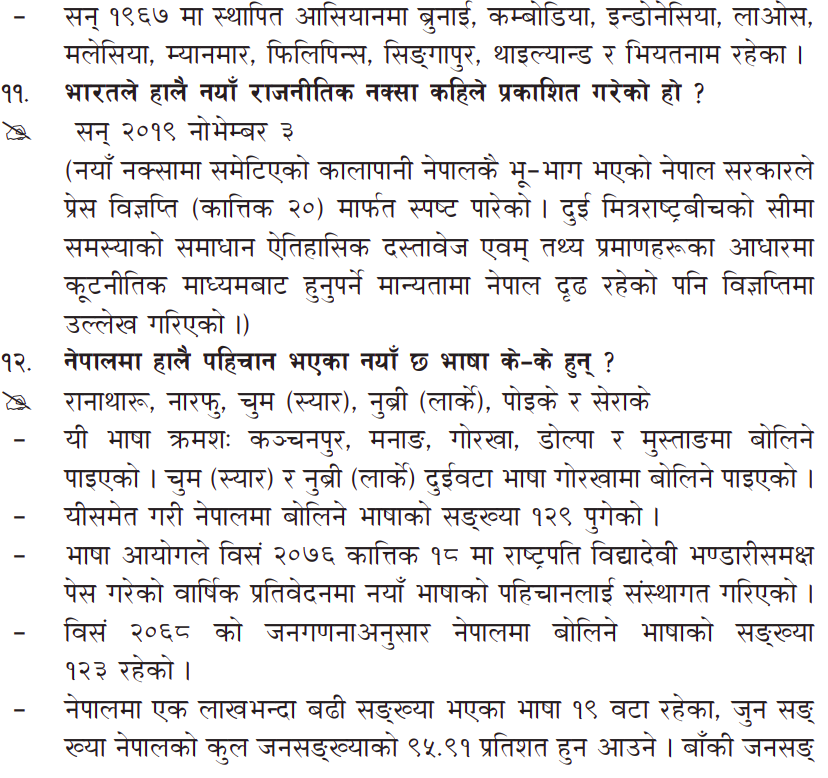 – सन् १९६७ मा स्थापित आसियानमा ब्रुनाई, कम्बोडिया, इन्डोनेसिया, लाओस,
मलेसिया, म्यानमार, फिलिपिन्स, सिङ्गापुर, थाइल्यान्ड र भियतनाम रहेका ।
११. भारतले हालै नयाँ राजनीतिक नक्सा कहिले प्रकाशित गरेको हो ?
सन् २०१९ नोभेम्बर ३
(नयाँ नक्सामा समेटिएको कालापानी नेपालकै भू-भाग भएको नेपाल सरकारले
प्रेस विज्ञप्ति (कात्तिक २०) मार्फत स्पष्ट पारेको । दुई मित्रराष्ट्रबीचको सीमा
समस्याको समाधान ऐतिहासिक दस्तावेज एवम् तथ्य प्रमाणहरूका आधारमा
कूटनीतिक माध्यमबाट हुनुपर्ने मान्यतामा नेपाल दृढ रहेको पनि विज्ञप्तिमा
उल्लेख गरिएको ।)
१२. नेपालमा हालै पहिचान भएका नयाँ छ भाषा के-के हुन् ?
रानाथारू, नारफु, चुम (स्यार), नुब्री (लार्के), पोइके र सेराके
– यी भाषा क्रमशः कञ्चनपुर, मनाङ, गोरखा, डोल्पा र मुस्ताङमा बोलिने
पाइएको । चुम (स्यार) र नुब्री (लार्के) दुईवटा भाषा गोरखामा बोलिने पाइएको ।
– यीसमेत गरी नेपालमा बोलिने भाषाको सङ्ख्या १२९ पुगेको ।
– भाषा आयोगले विसं २०७६ कात्तिक १८ मा राष्ट्रपति विद्यादेवी भण्डारीसमक्ष
पेस गरेको वार्षिक प्रतिवेदनमा नयाँ भाषाको पहिचानलाई संस्थागत गरिएको ।
– विसं २०६८ को जनगणनाअनुसार नेपालमा बोलिने भाषाको सङ्ख्या
१२३ रहेको ।
– नेपालमा एक लाखभन्दा बढी सङ्ख्या भएका भाषा १९ वटा रहेका, जुन सङ्
ख्या नेपालको कुल जनसङ्ख्याको ९५.९१ प्रतिशत हुन आउने । बाँकी जनसङ्